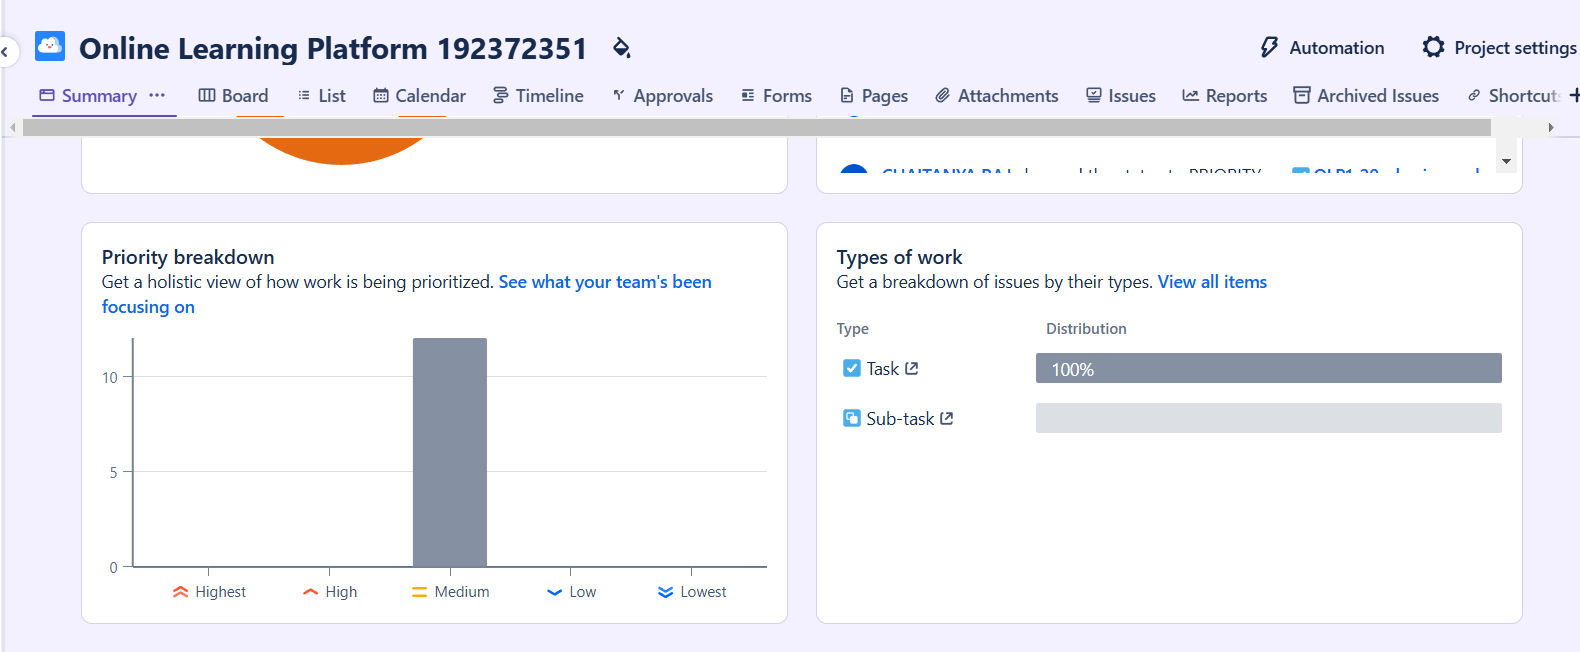 Online Learning Platform 192372351
Automation
Project settings
Summary
Board
List
Calendar
Timeline
Approvals
Forms
Pages
Attachments
Issues
Reports
Archived Issues
Shortcuts
Priority breakdown
Get a holistic view of how work is being prioritized. See what your team's been
focusing on
10
5
0
Highest
High
Medium
Low
Lowest
Types of work
Get a breakdown of issues by their types. View all items
Type
Distribution
Task
100%
Sub-task